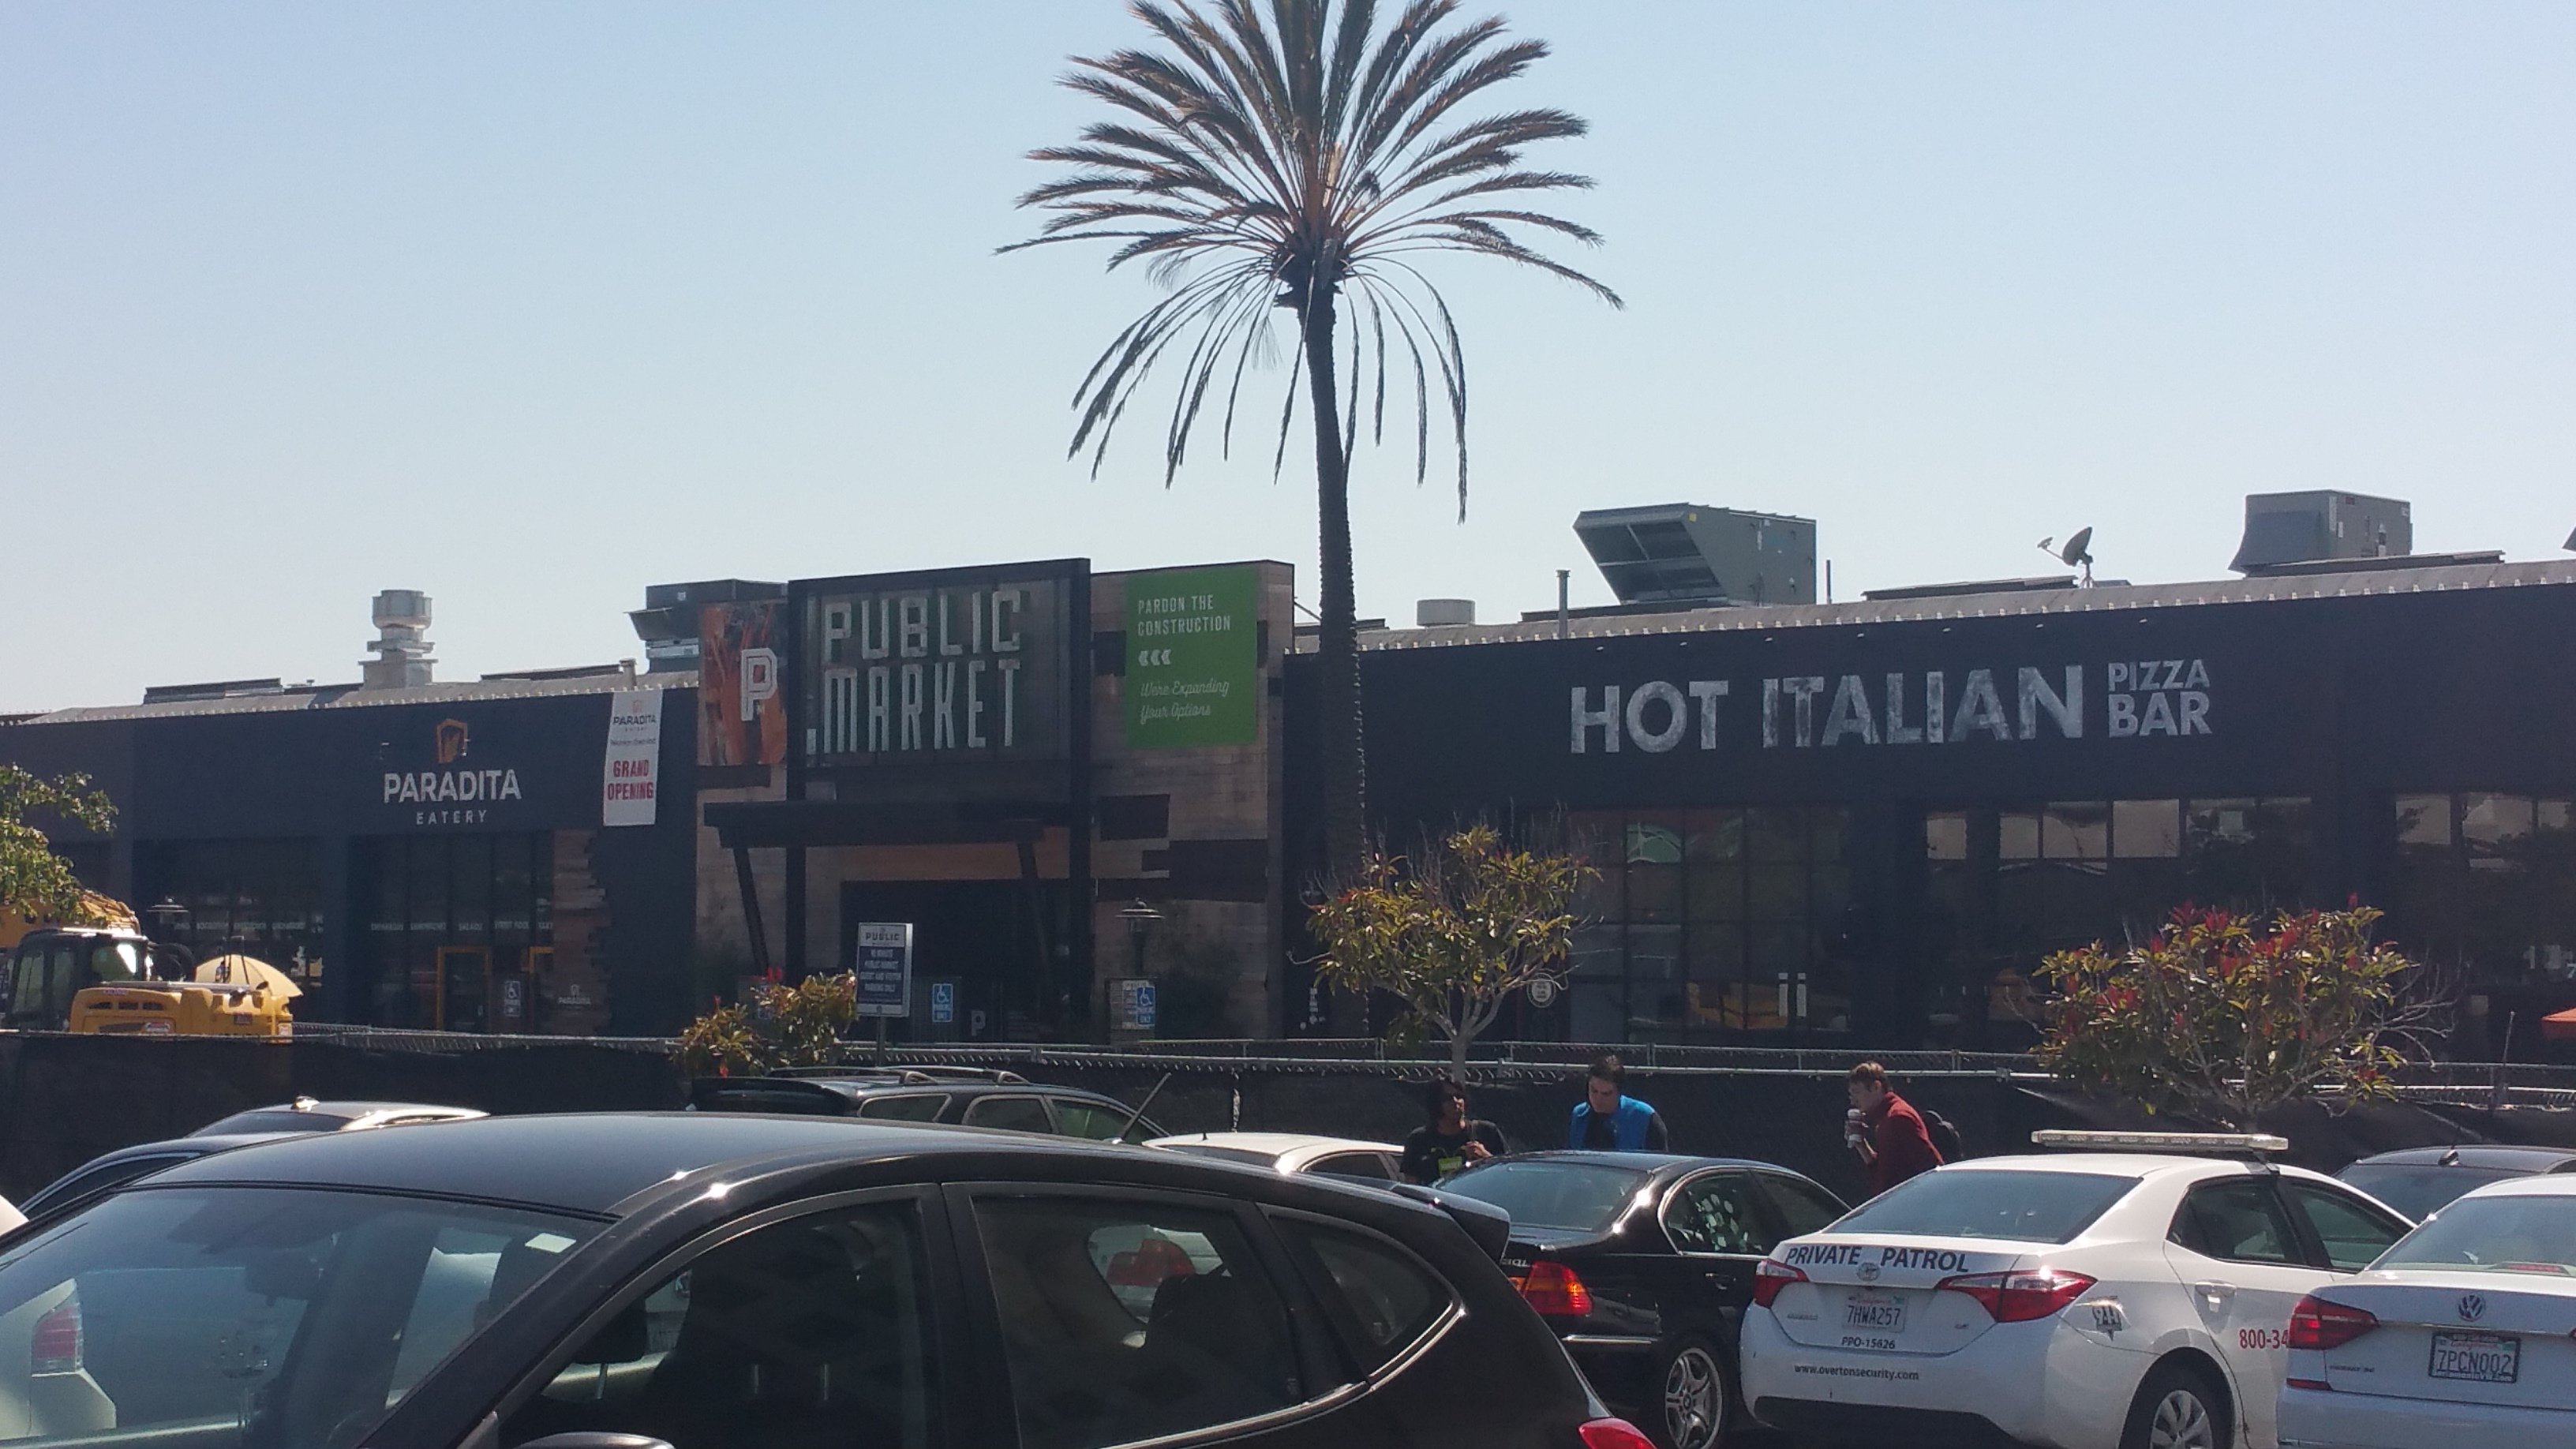 PUBLIC
MARKET
P
M
PARDON THE
CONSTRUCTION
We're Expanding
Your Options
HOT ITALIAN PIZZA
BAR
PARADITA
EATERY
PARADITA
GRAND
OPENING
PUBLIC
PARADITA
P
PRIVATE PATROL
7HWA257
PPO-15626
www.overtonsecurity.com
800-34
7PCN002